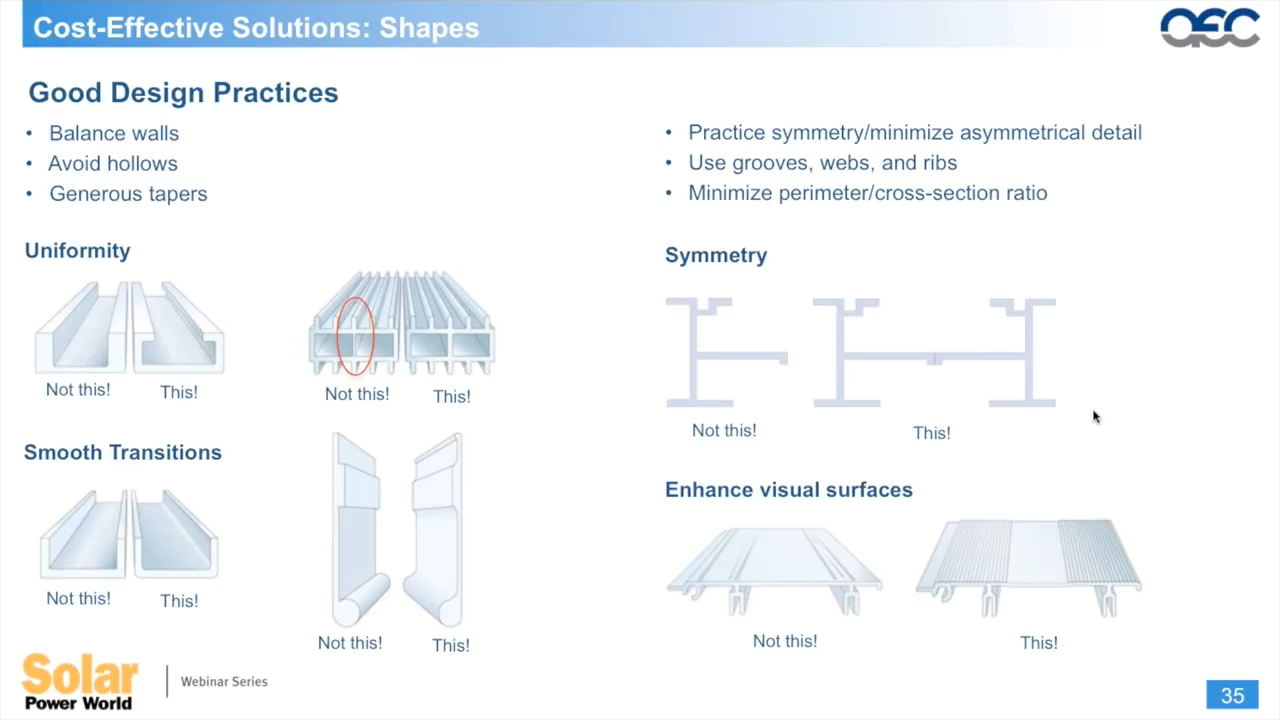 Cost-Effective Solutions: Shapes
AEC
Good Design Practices
• Balance walls
• Avoid hollows
• Generous tapers
• Practice symmetry/minimize asymmetrical detail
• Use grooves, webs, and ribs
• Minimize perimeter/cross-section ratio
Uniformity
Not this!
This!
Not this!
This!
Symmetry
Not this!
This!
Smooth Transitions
Not this!
This!
Not this!
This!
Enhance visual surfaces
Not this!
This!
Solar
Power World
Webinar Series
35